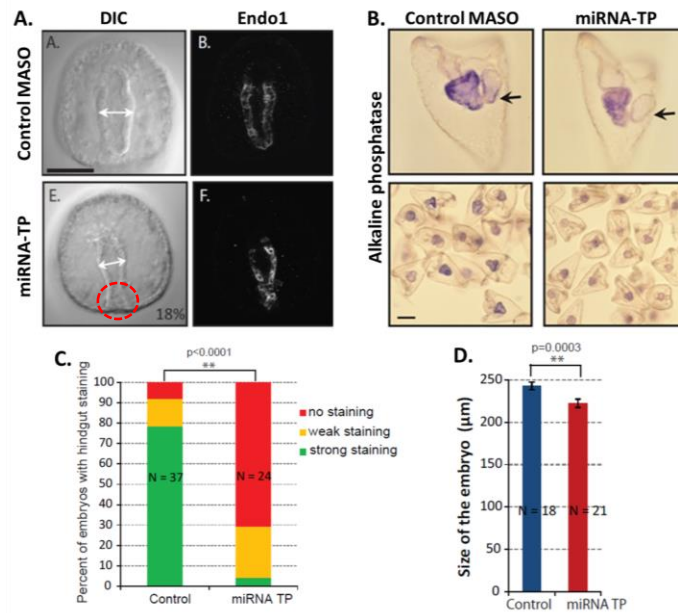 A. DIC Endo1
Control MASO
A.
B.
miRNA-TP
E.
F.
18%
B. Control MASO miRNA-TP
Alkaline phosphatase
C.
p<0.0001
**
Percent of embryos with hindgut staining
100
90
80
70
60
50
40
30
20
10
0
N = 37
N = 24
Control
miRNA TP
no staining
weak staining
strong staining
D.
p=0.0003
**
Size of the embryo (µm)
250
200
150
100
50
0
N = 18
N = 21
Control
miRNA TP